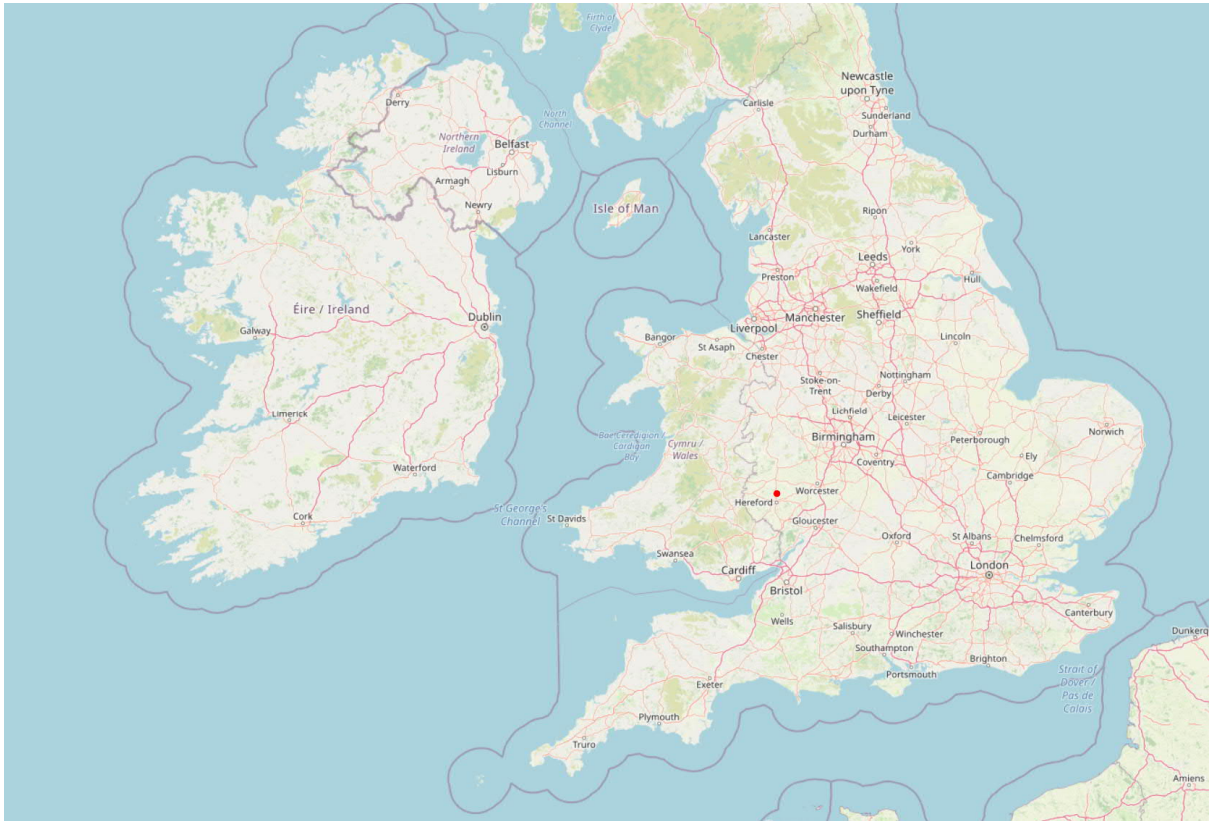 Firth of
Clyde
Newcastle
upon Tyne
Carlisle
Sunderland
Durham
Derry
North
Channel
Northern
Ireland
Belfast
Lisburn
Armagh
Newry
Isle of Man
Ripon
Lancaster
York
Leeds
Preston
Wakefield
Hull
Éire / Ireland
Dublin
Galway
Liverpool
Manchester
Sheffield
Bangor
St Asaph
Chester
Lincoln
Stoke-on-
Trent
Nottingham
Derby
Limerick
Lichfield
Leicester
Norwich
Bae Ceredigion /
Cardigan
Bay
Cymru /
Wales
Birmingham
Peterborough
Coventry
Ely
Waterford
Cambridge
Worcester
Hereford
Cork
St George's
Channel
St Davids
Gloucester
Oxford
St Albans
Chelmsford
Swansea
Cardiff
London
Bristol
Canterbury
Wells
Salisbury
Winchester
Southampton
Dunkerq
Brighton
Portsmouth
Strait of
Dover /
Pas de
Calais
Exeter
Plymouth
Truro
Amiens